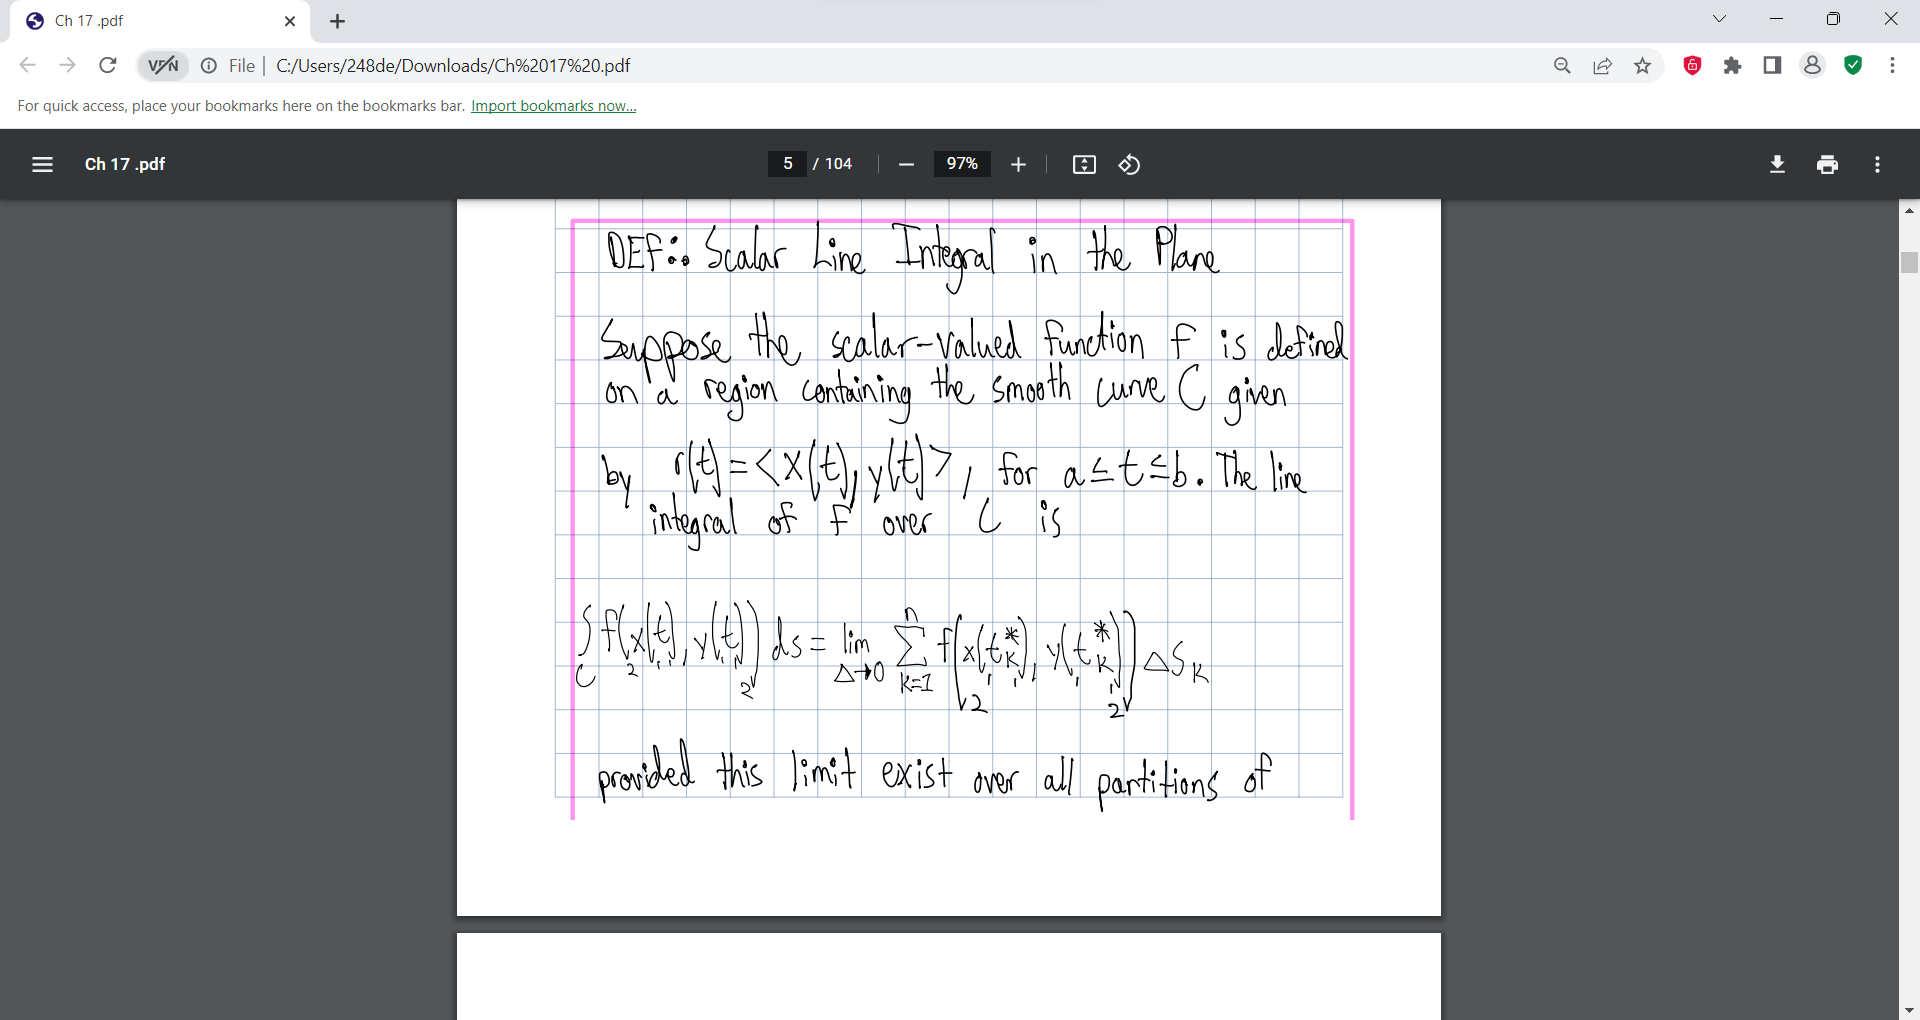 Ch 17 .pdf
VPN File C:/Users/248de/Downloads/Ch%2017%20.pdf
For quick access, place your bookmarks here on the bookmarks bar. Import bookmarks now...
Ch 17 .pdf 5 / 104 97%
DEF: Scalar Line Integral in the Plane
Suppose the scalar-valued function f is defined
on a region containing the smooth curve C given
by r(t) = <x(t), y(t)>, for a ≤ t ≤ b. The line
integral of f over C is
∫_C f(x(t), y(t)) ds = lim_{Δ→0} Σ_{k=1}^{n} f(x(t_k*), y(t_k*)) ΔS_k
provided this limit exist over all partitions of